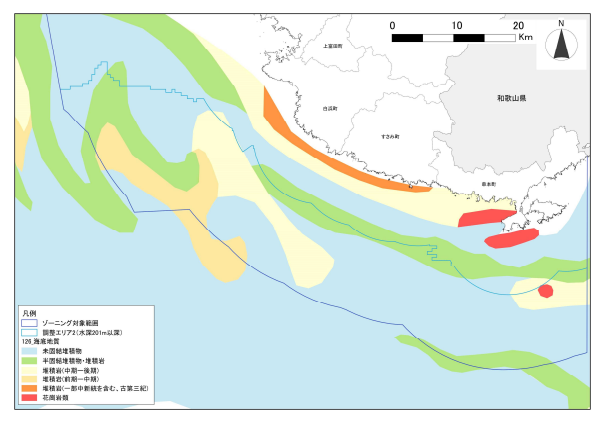 0 10 20
Km
N
上富田町
和歌山県
白浜町
すさみ町
串本町
凡例
ゾーニング対象範囲
調整エリア2(水深201m以深)
126_海底地質
未固結堆積物
半固結堆積物・堆積岩
堆積岩(中期ー後期)
堆積岩(前期ー中期)
堆積岩(一部中新統を含む、古第三紀)
花崗岩類